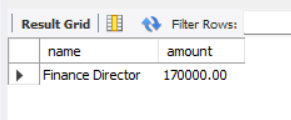 Result Grid Filter Rows:
name amount
Finance Director 170000.00